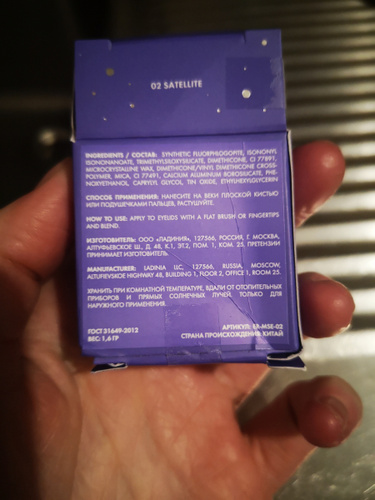 02 SATELLITE
INGREDIENTS / СОСТАВ: SYNTHETIC FLUORPHLOGOPITE, ISONONYL
ISONONANOATE, TRIMETHYLSILOXYSILICATE, DIMETHICONE, CI 77891,
MICROCRYSTALLINE WAX, DIMETHICONE/VINYL DIMETHICONE CROSS-
POLYMER, MICA, CI 77491, CALCIUM ALUMINUM BOROSILICATE, PHE-
NOXYETHANOL, CAPRYLYL GLYCOL, TIN OXIDE, ETHYLHEXYLGLYCERIN
СПОСОБ ПРИМЕНЕНИЯ: НАНЕСИТЕ НА ВЕКИ ПЛОСКОЙ КИСТЬЮ
ИЛИ ПОДУШЕЧКАМИ ПАЛЬЦЕВ, РАСТУШУЙТЕ.
HOW TO USE: APPLY TO EYELIDS WITH A FLAT BRUSH OR FINGERTIPS
AND BLEND.
ИЗГОТОВИТЕЛЬ: ООО «ЛАДИНИЯ», 127566, РОССИЯ, Г. МОСКВА,
АЛТУФЬЕВСКОЕ Ш., Д. 48, К.1, ЭТ.2, ПОМ. 1, КОМ. 25. ПРЕТЕНЗИИ
ПРИНИМАЕТ ИЗГОТОВИТЕЛЬ.
MANUFACTURER: LADINIA LLC, 127566, RUSSIA, MOSCOW,
ALTUFIEVSKOE HIGHWAY 48, BUILDING 1, FLOOR 2, OFFICE 1, ROOM 25.
ХРАНИТЬ ПРИ КОМНАТНОЙ ТЕМПЕРАТУРЕ, ВДАЛИ ОТ ОТОПИТЕЛЬНЫХ
ПРИБОРОВ И ПРЯМЫХ СОЛНЕЧНЫХ ЛУЧЕЙ. ТОЛЬКО ДЛЯ
НАРУЖНОГО ПРИМЕНЕНИЯ.
ГОСТ 31649-2012
ВЕС: 1,6 ГР
АРТИКУЛ: ER-MSE-02
СТРАНА ПРОИСХОЖДЕНИЯ КИТАЙ